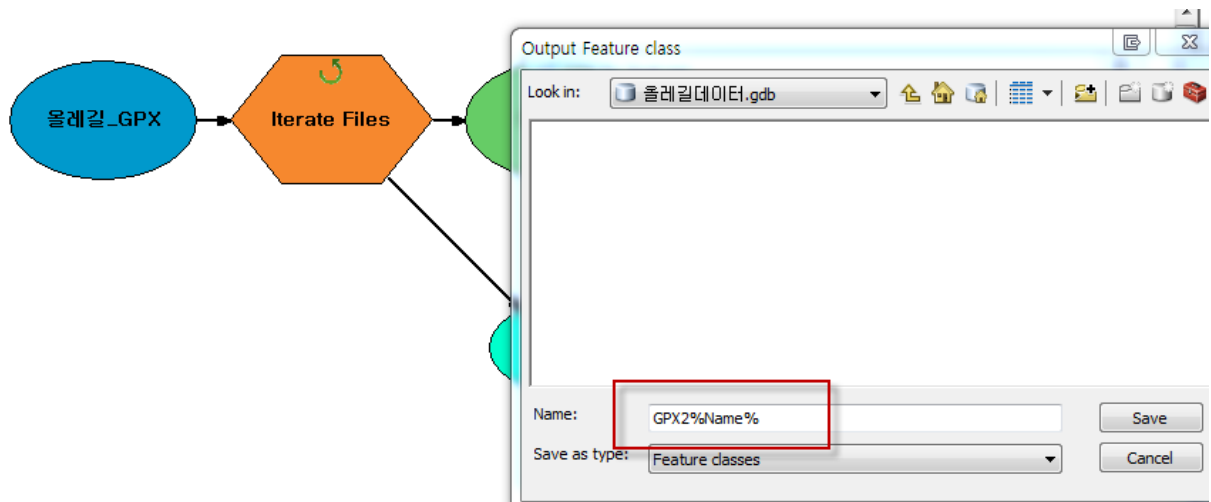 Output Feature class
Look in:
올레길데이터.gdb
올레길_GPX
Iterate Files
Name:
GPX2%Name%
Save
Save as type:
Feature classes
Cancel